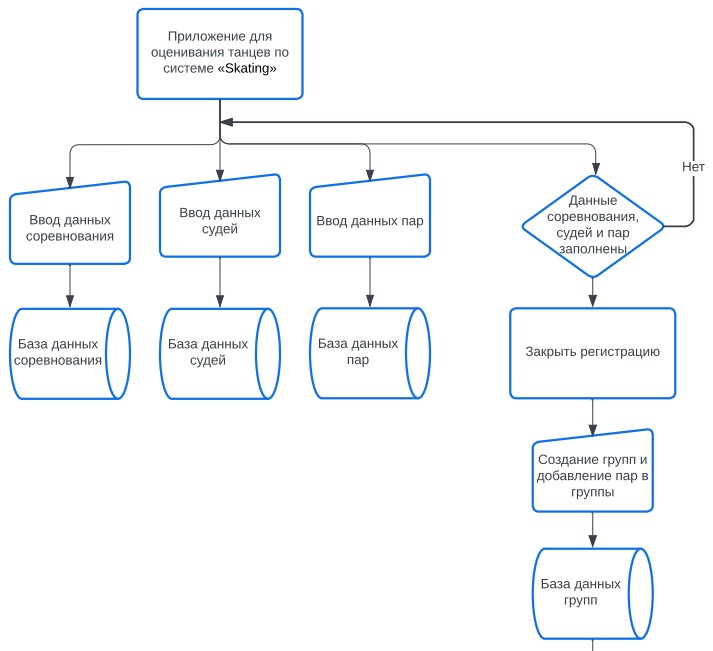 Приложение для
оценивания танцев по
системе «Skating»
Нет
Ввод данных
соревнования
Ввод данных
судей
Ввод данных пар
Данные
соревнования,
судей и пар
заполнены
База данных
соревнования
База данных
судей
База данных
пар
Закрыть регистрацию
Создание групп и
добавление пар в
группы
База данных
групп